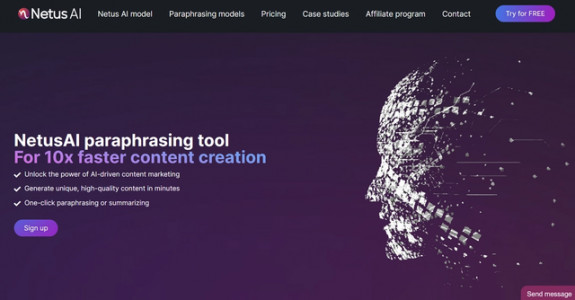 Netus AI
Netus AI model
Paraphrasing models
Pricing
Case studies
Affiliate program
Contact
Try for FREE
NetusAI paraphrasing tool
For 10x faster content creation
Unlock the power of AI-driven content marketing
Generate unique, high-quality content in minutes
One-click paraphrasing or summarizing
Sign up
Send message